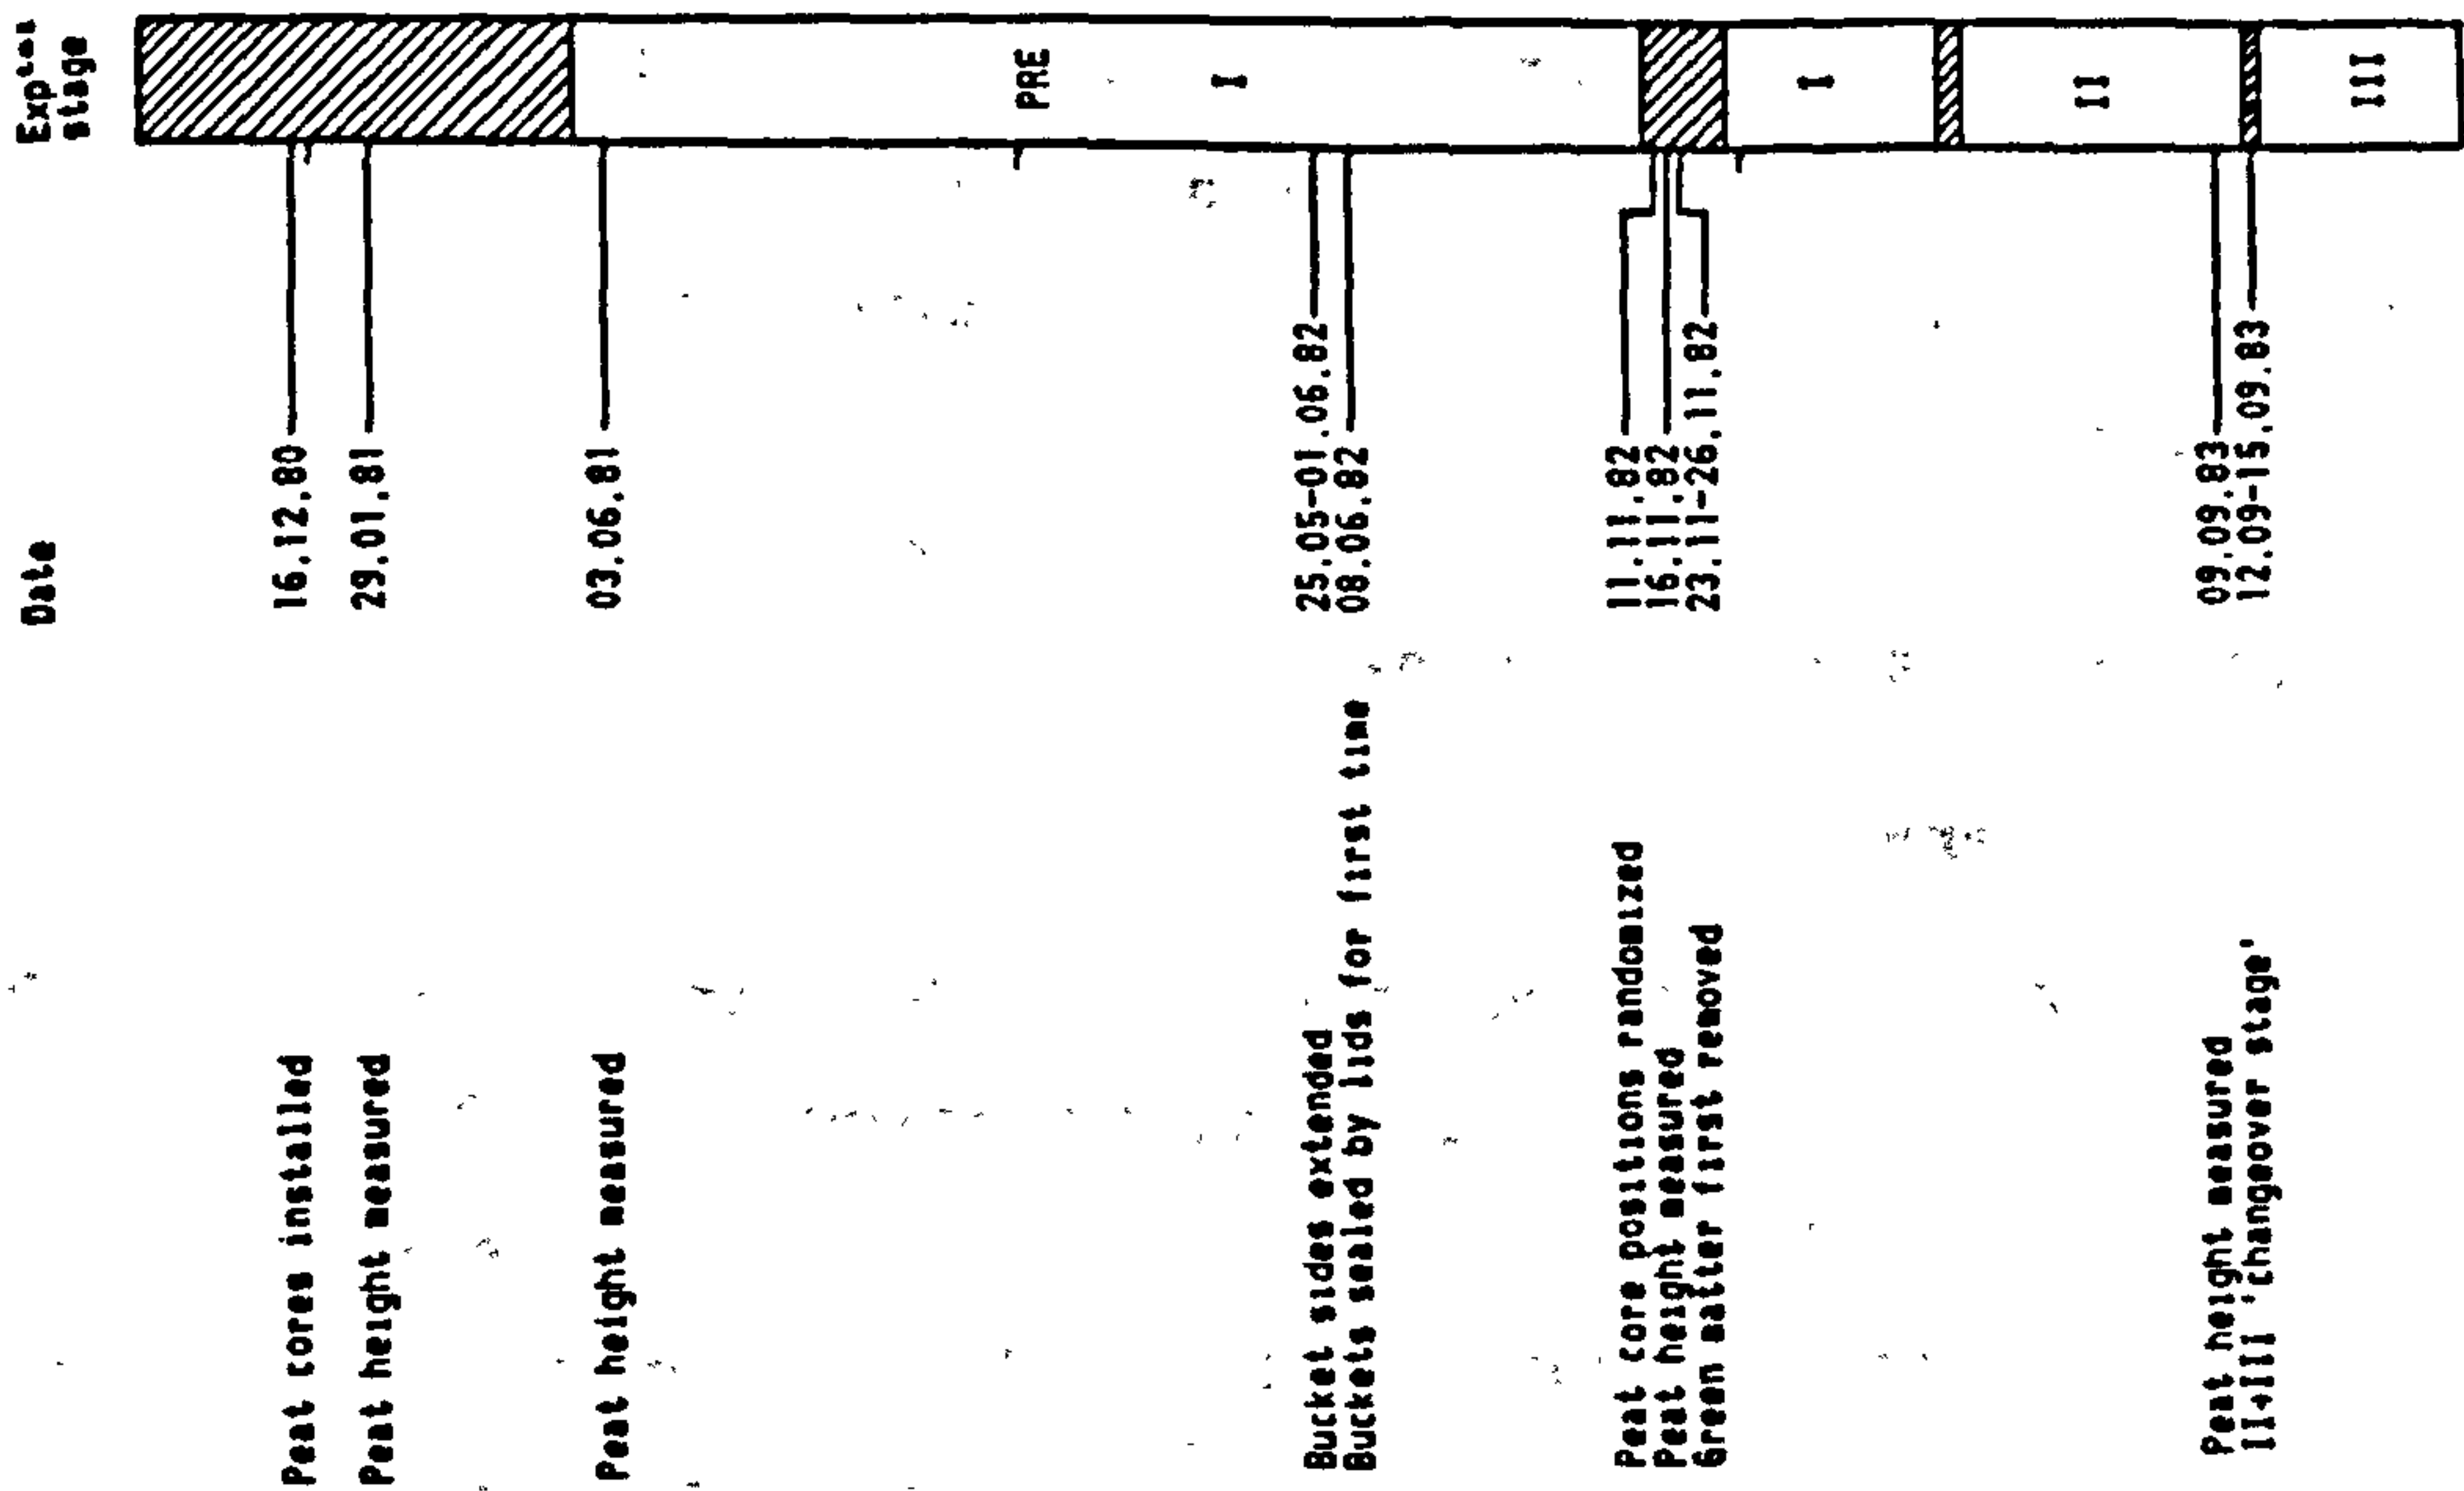 Date
Exptel
stage
Peat cores installed 16.12.80
Peat height measured 29.01.81
Peat height measured 03.06.81
PRE
I
Bucket sides extended 25.05-01.06.82
Buckets sealed by lids for first time 08.06.82
Peat core positions randomized 11.11.82
Peat height measured 16.11.82
Green matter first removed 23.11-26.11.82
I
II
Peat height measured 09.09.83
II+III 'changeover stage' 12.09-15.09.83
III